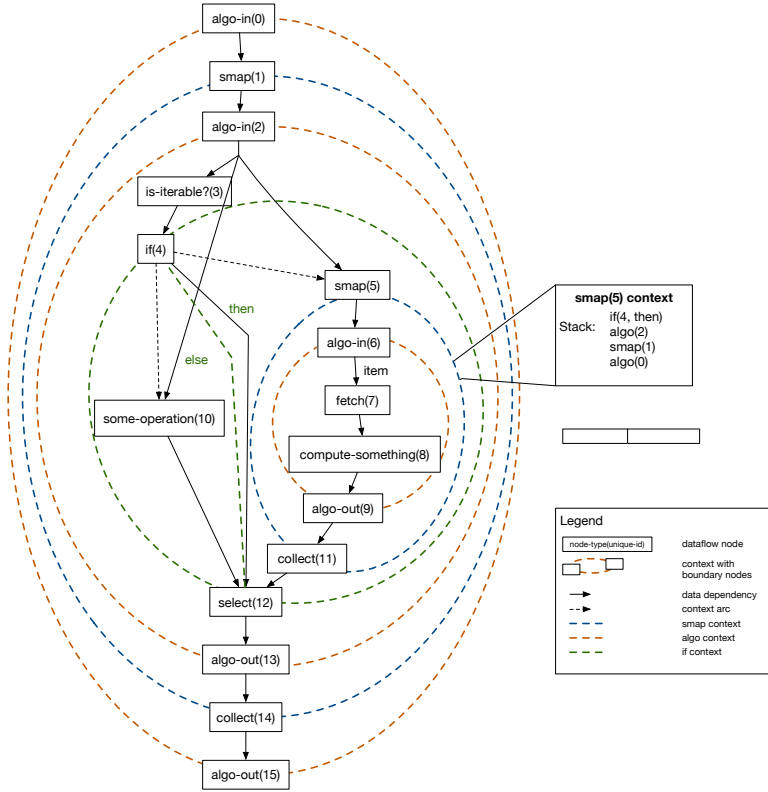 algo-in(0)
smap(1)
algo-in(2)
is-iterable?(3)
if(4)
smap(5)
then
else
algo-in(6)
item
fetch(7)
some-operation(10)
compute-something(8)
algo-out(9)
collect(11)
select(12)
algo-out(13)
collect(14)
algo-out(15)
smap(5) context
Stack: if(4, then)
algo(2)
smap(1)
algo(0)
Legend
node-type(unique-id) dataflow node
context with
boundary nodes
data dependency
context arc
smap context
algo context
if context